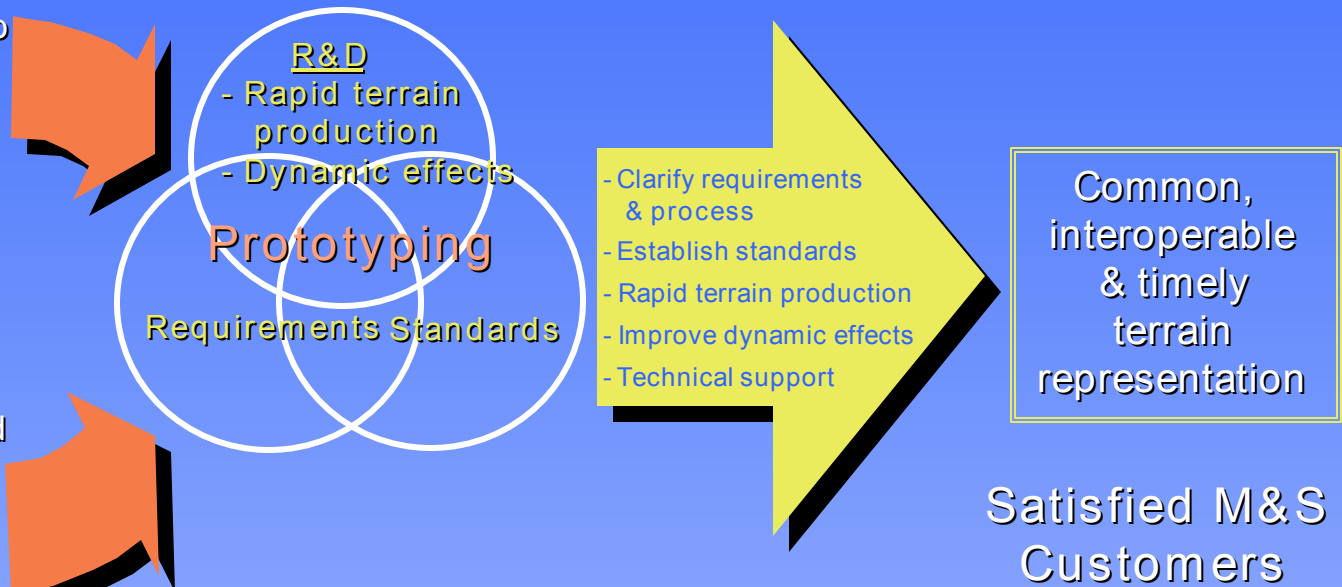 R&D
- Rapid terrain
production
- Dynamic effects
Prototyping
Requirements
Standards
- Clarify requirements
& process
- Establish standards
- Rapid terrain production
- Improve dynamic effects
- Technical support
Common,
interoperable
& timely
terrain
representation
Satisfied M&S
Customers